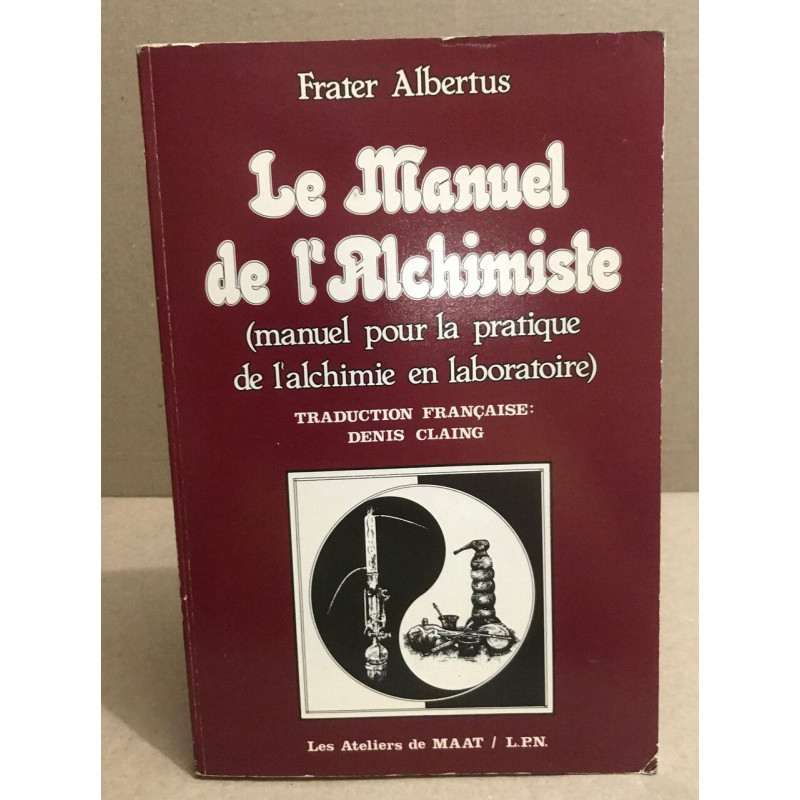 Frater Albertus
Le Manuel
de l'Alchimiste
(manuel pour la pratique
de l'alchimie en laboratoire)
TRADUCTION FRANÇAISE:
DENIS CLAING
Les Ateliers de MAAT / L.P.N.